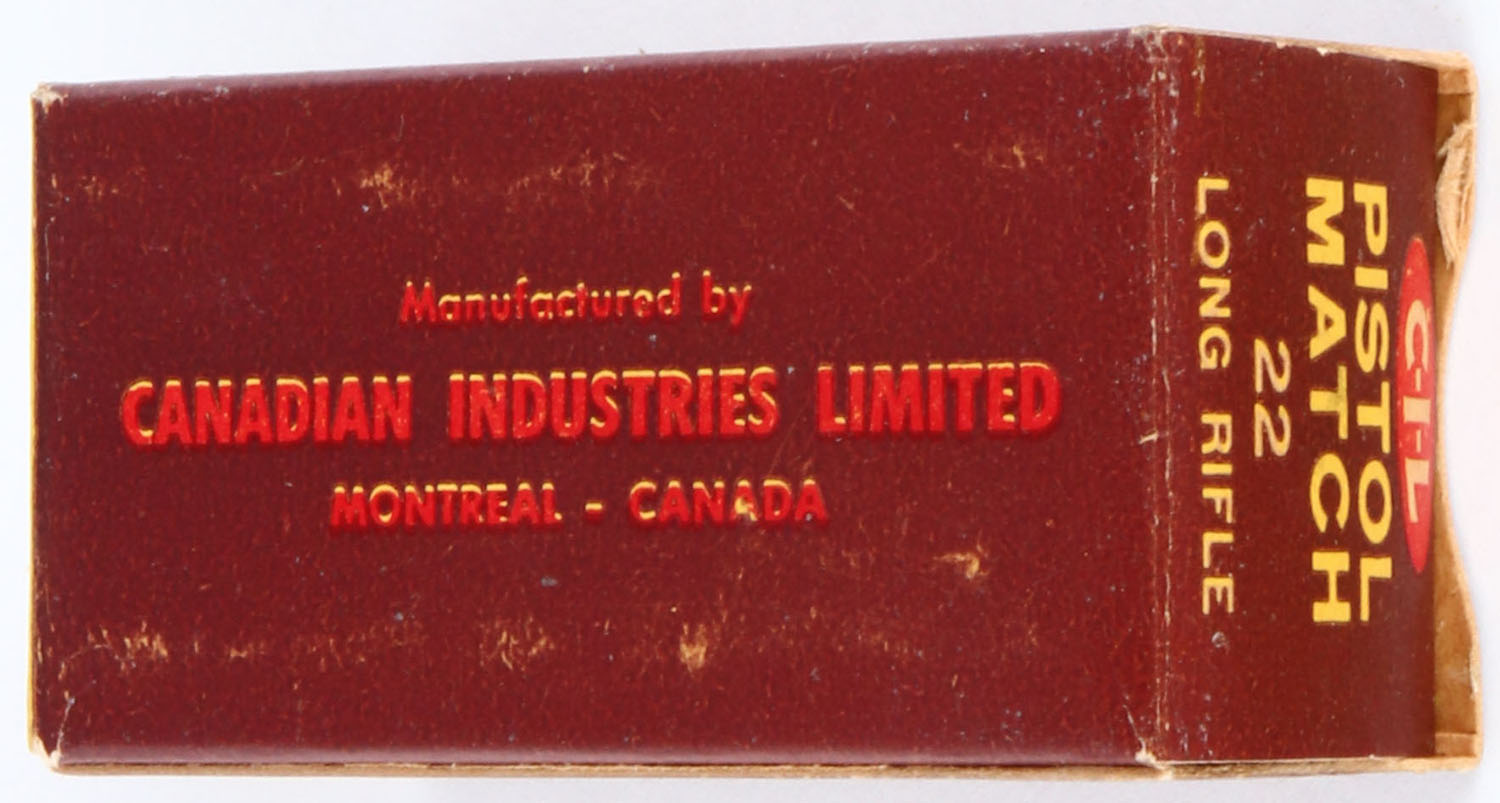 Manufactured by
CANADIAN INDUSTRIES LIMITED
MONTREAL - CANADA
C-I-L
PISTOL
MATCH
22
LONG RIFLE